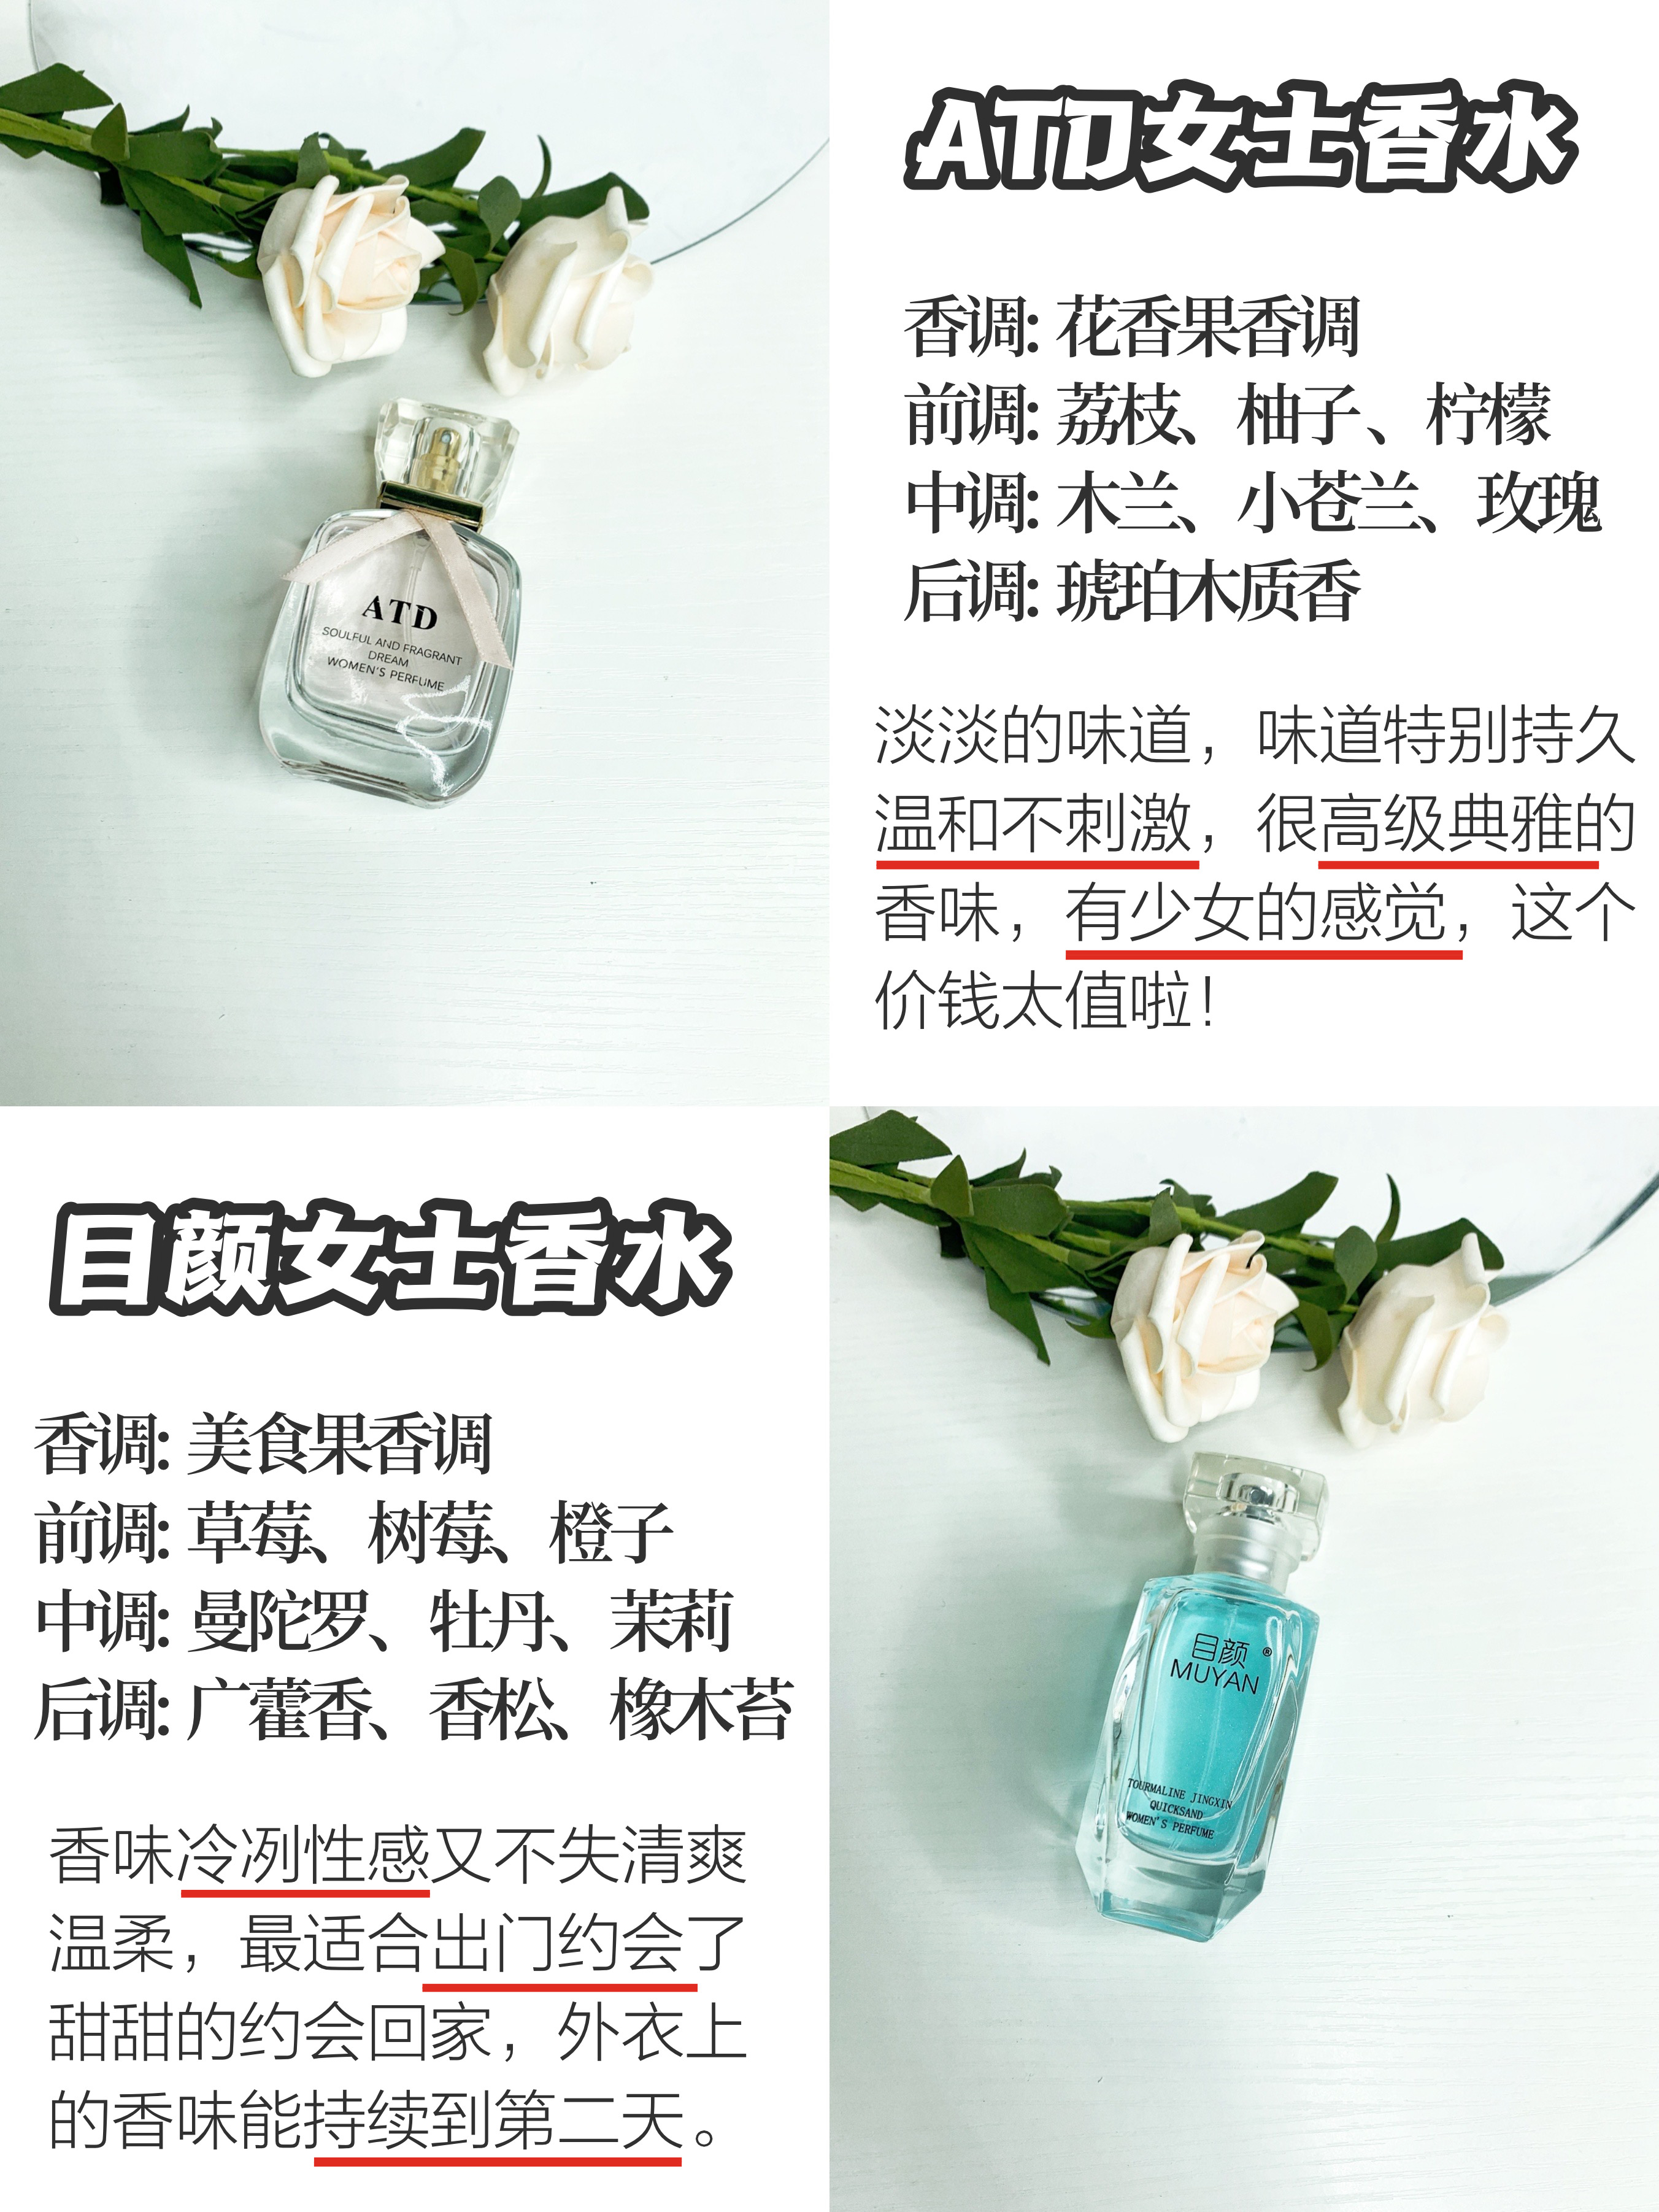 ATD
SOULFUL AND FRAGRANT
DREAM
WOMEN'S PERFUME
ATD女士香水
香调: 花香果香调
前调: 荔枝、柚子、柠檬
中调: 木兰、小苍兰、玫瑰
后调: 琥珀木质香
淡淡的味道，味道特别持久
温和不刺激，很高级典雅的
香味，有少女的感觉，这个
价钱太值啦！
目颜女士香水
香调: 美食果香调
前调: 草莓、树莓、橙子
中调: 曼陀罗、牡丹、茉莉
后调: 广藿香、香松、橡木苔
香味冷冽性感又不失清爽
温柔，最适合出门约会了
甜甜的约会回家，外衣上
的香味能持续到第二天。
目颜®
MUYAN
TOURMALINE JINGXIN
QUICKSAND
WOMEN'S PERFUME